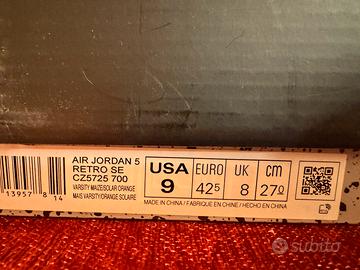 AIR JORDAN 5
RETRO SE
CZ5725 700
VARSITY MAIZE/SOLAR ORANGE
MAIS VARSITY/ORANGE SOLAIRE
13957 8 14
USA
9
EURO
42.5
UK
8
cm
27.0
MADE IN CHINA / FABRIQUE EN CHINE / HECHO EN CHINA
subito